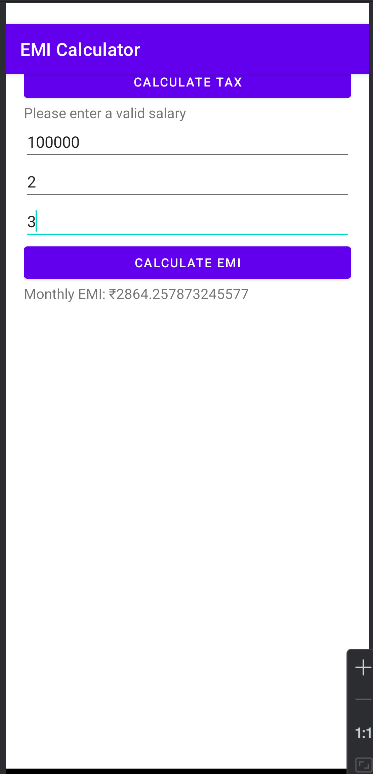 EMI Calculator
CALCULATE TAX
Please enter a valid salary
100000
2
3
CALCULATE EMI
Monthly EMI: ₹2864.257873245577
1:1